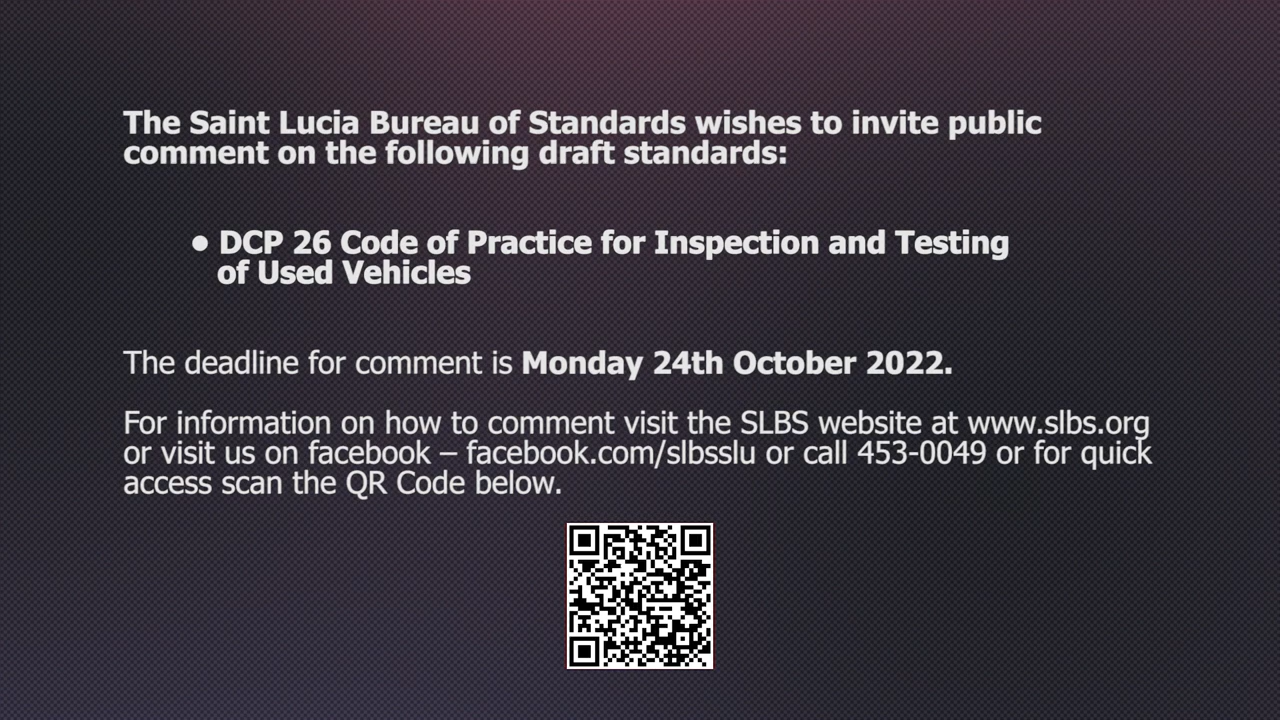 The Saint Lucia Bureau of Standards wishes to invite public
comment on the following draft standards:
● DCP 26 Code of Practice for Inspection and Testing
of Used Vehicles
The deadline for comment is Monday 24th October 2022.
For information on how to comment visit the SLBS website at www.slbs.org
or visit us on facebook – facebook.com/slbsslu or call 453-0049 or for quick
access scan the QR Code below.